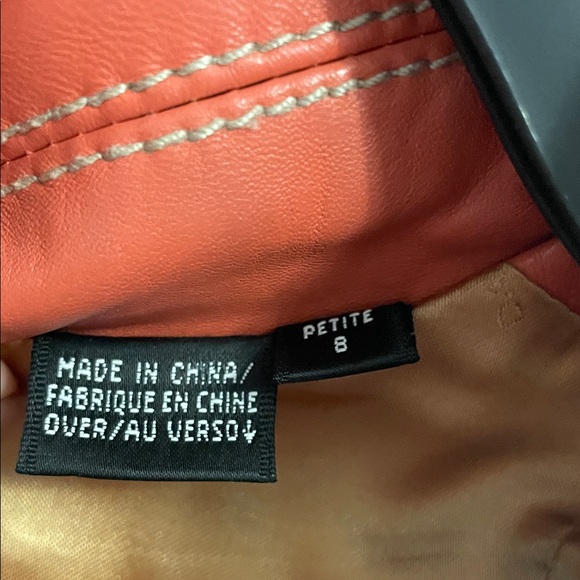 PETITE
8
MADE IN CHINA/
FABRIQUE EN CHINE
OVER/AU VERSO↓